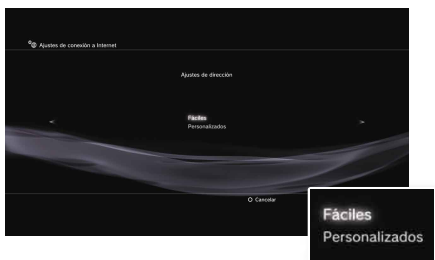 Ajustes de conexión a Internet
Ajustes de dirección
Fáciles
Personalizados
Cancelar
Fáciles
Personalizados